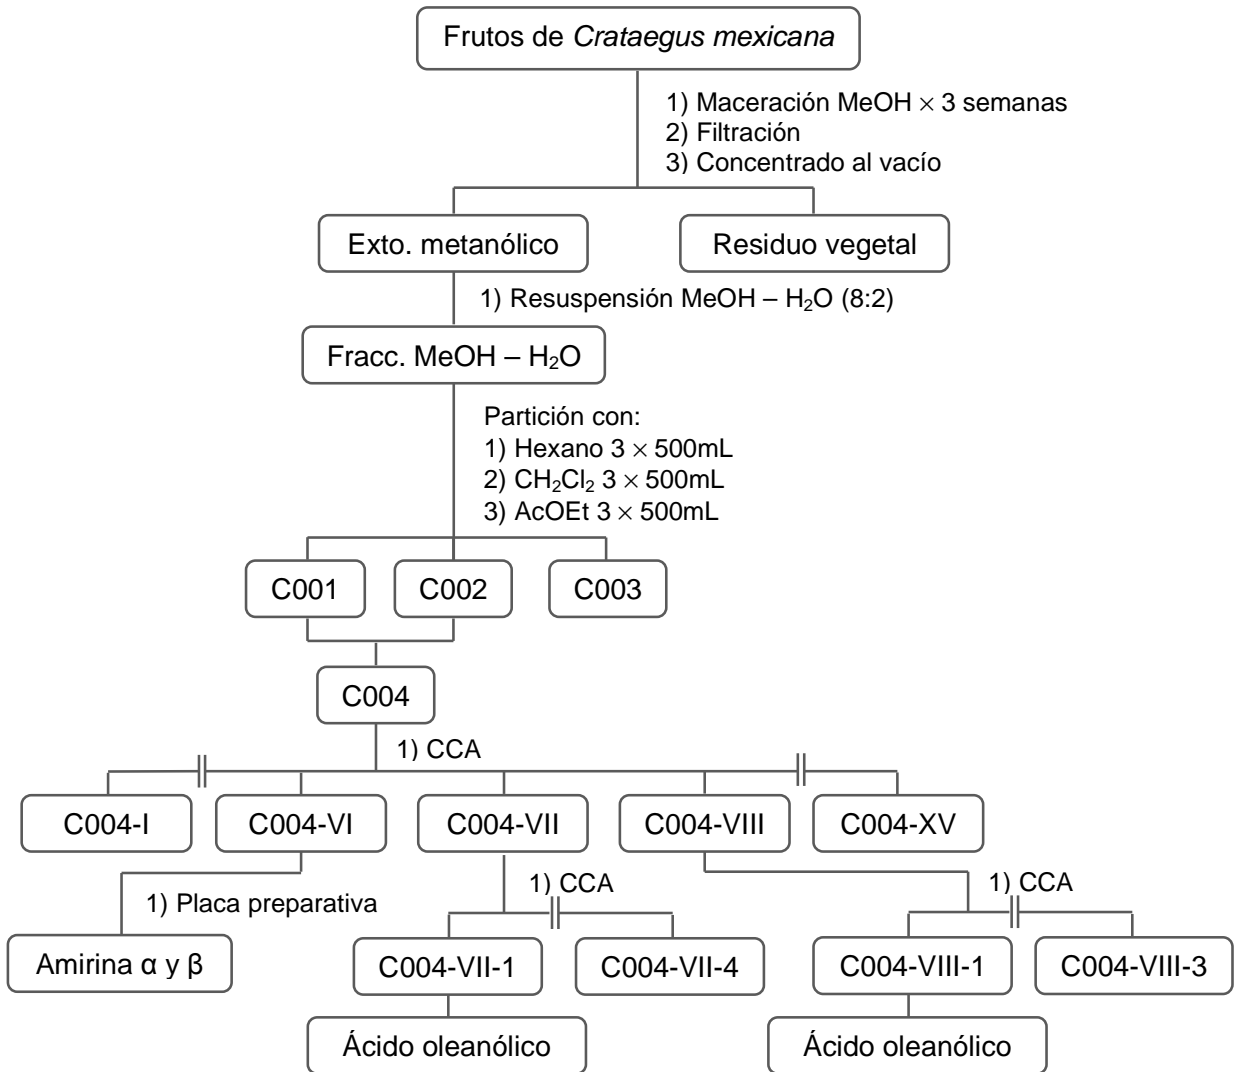 Frutos de Crataegus mexicana
1) Maceración MeOH × 3 semanas
2) Filtración
3) Concentrado al vacío
Exto. metanólico
Residuo vegetal
1) Resuspensión MeOH – H₂O (8:2)
Fracc. MeOH – H₂O
Partición con:
1) Hexano 3 × 500mL
2) CH₂Cl₂ 3 × 500mL
3) AcOEt 3 × 500mL
C001
C002
C003
C004
1) CCA
C004-I
C004-VI
C004-VII
C004-VIII
C004-XV
1) Placa preparativa
1) CCA
1) CCA
Amirina α y β
C004-VII-1
C004-VII-4
C004-VIII-1
C004-VIII-3
Ácido oleanólico
Ácido oleanólico